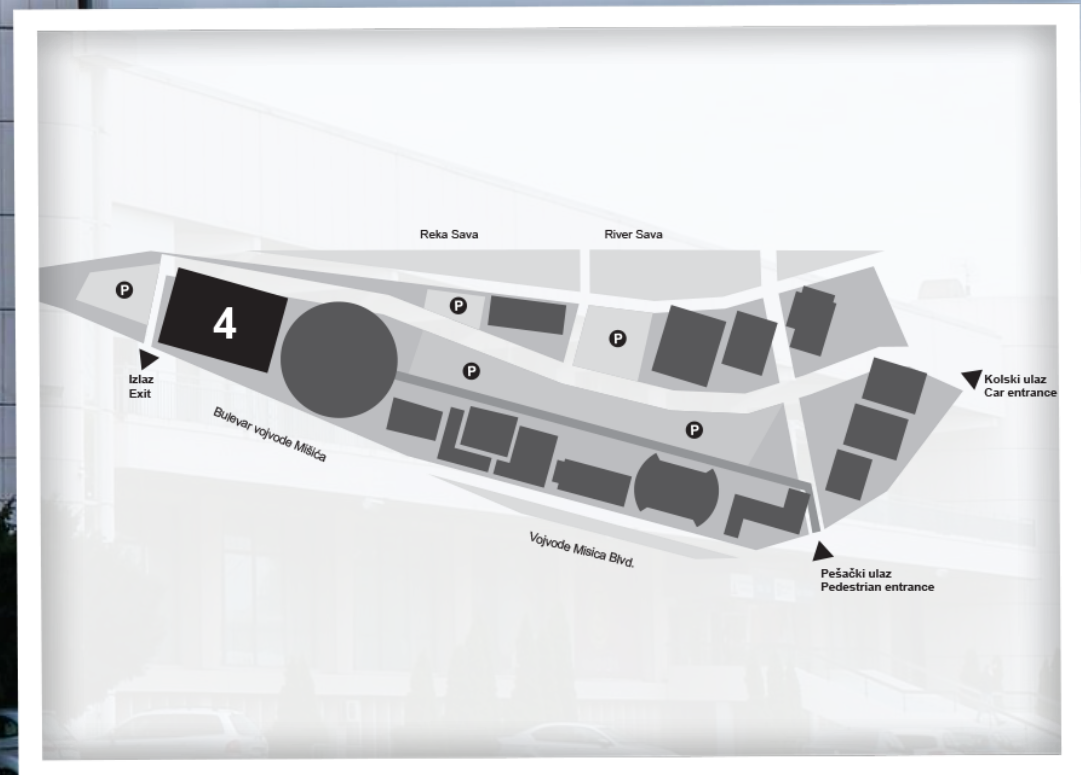 Reka Sava
River Sava
P
P
P
4
P
Izlaz
Exit
Kolski ulaz
Car entrance
Bulevar vojvode Mišića
P
Vojvode Misica Blvd.
Pešački ulaz
Pedestrian entrance